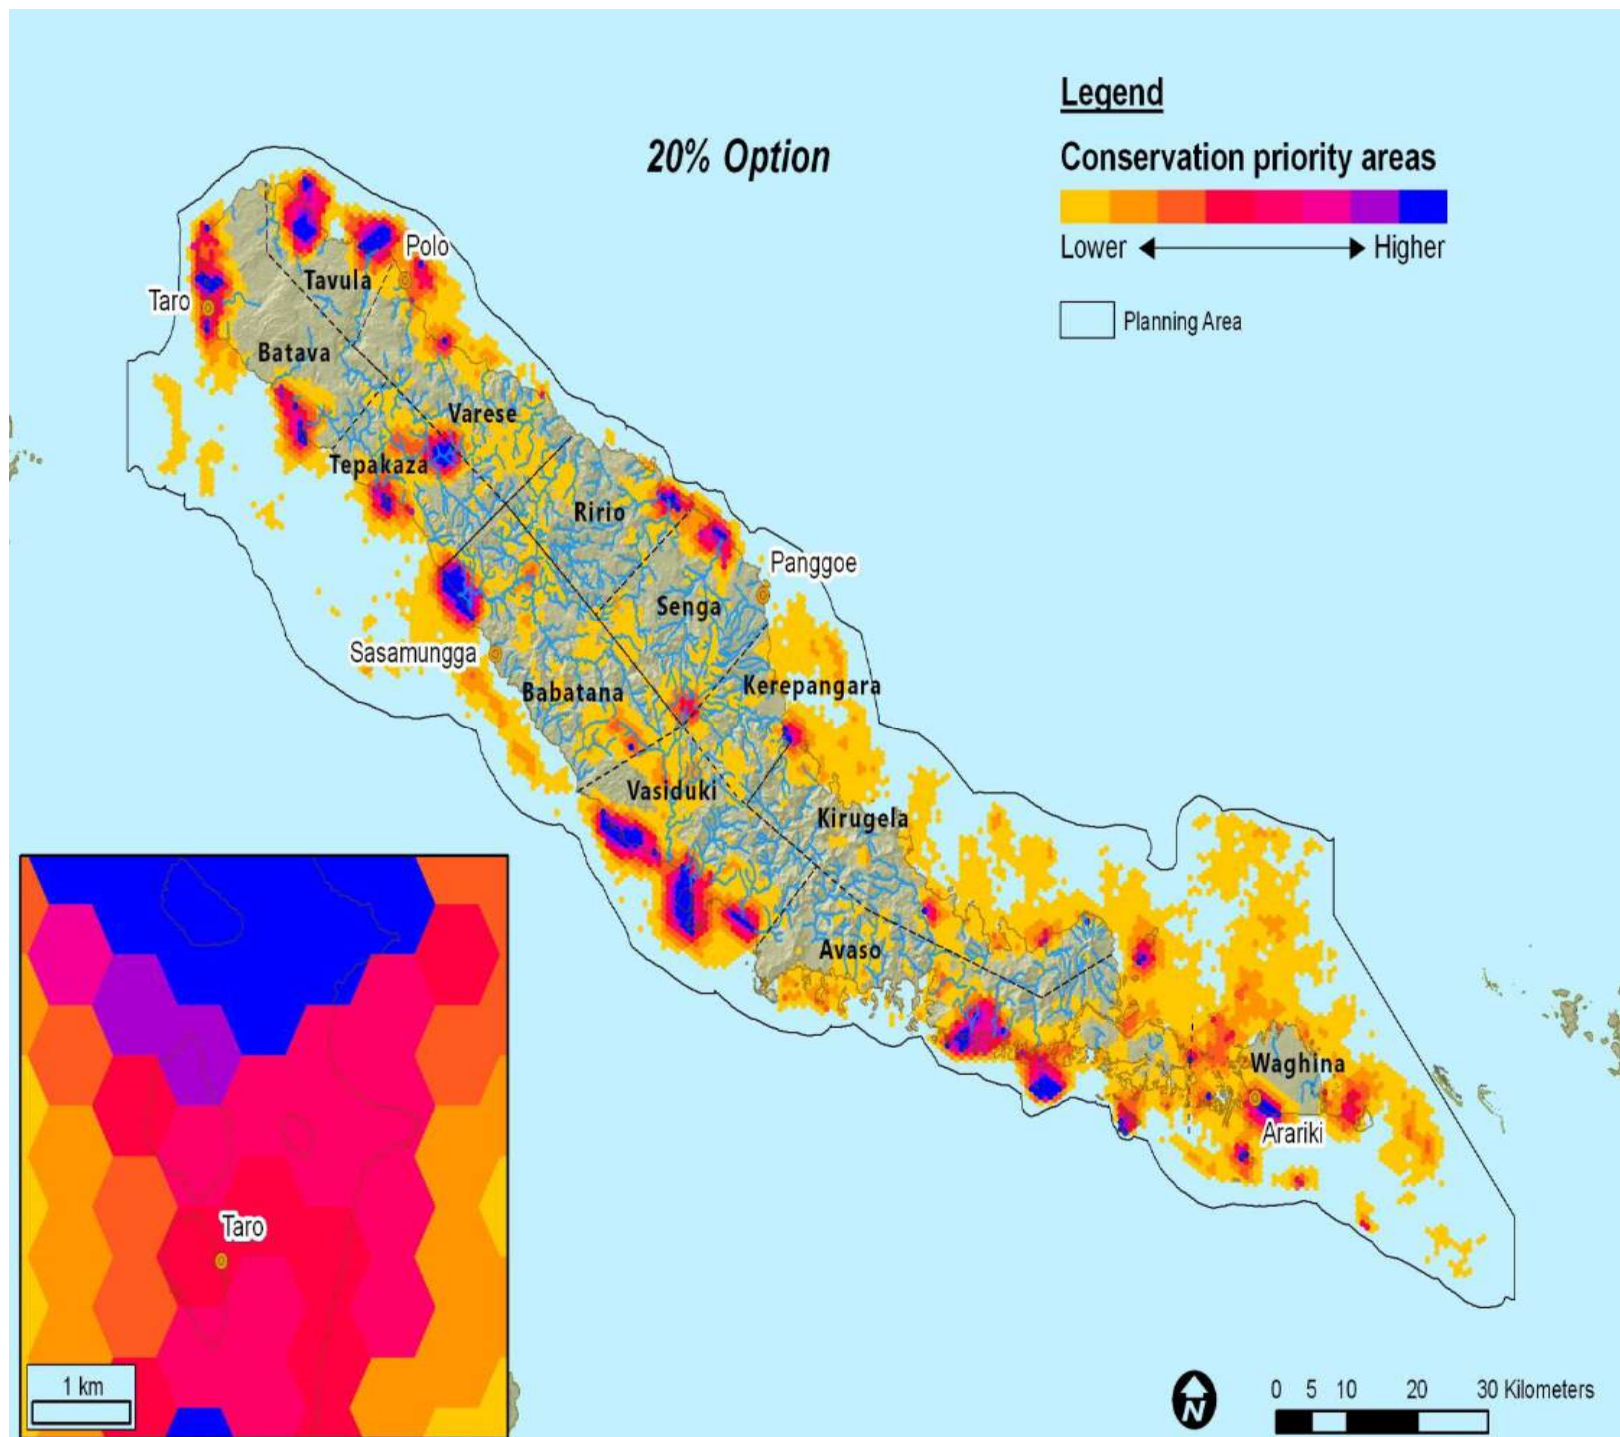 Legend
20% Option
Conservation priority areas
Lower Higher
Planning Area
Polo
Tavula
Taro
Batava
Varese
Tepakaza
Ririo
Panggoe
Senga
Sasamungga
Babatana
Kerepangara
Vasiduki
Kirugela
Avaso
Waghina
Arariki
Taro
1 km
N
0 5 10 20 30 Kilometers